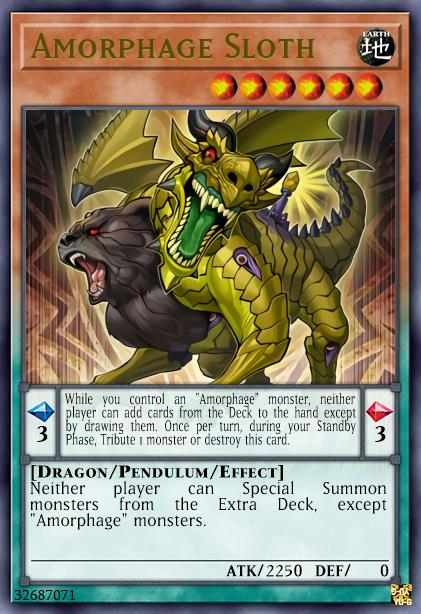 AMORPHAGE SLOTH
EARTH
地
While you control an "Amorphage" monster, neither
player can add cards from the Deck to the hand except
by drawing them. Once per turn, during your Standby
Phase, Tribute 1 monster or destroy this card.
3
3
[DRAGON/PENDULUM/EFFECT]
Neither player can Special Summon
monsters from the Extra Deck, except
"Amorphage" monsters.
ATK/2250 DEF/ 0
32687071